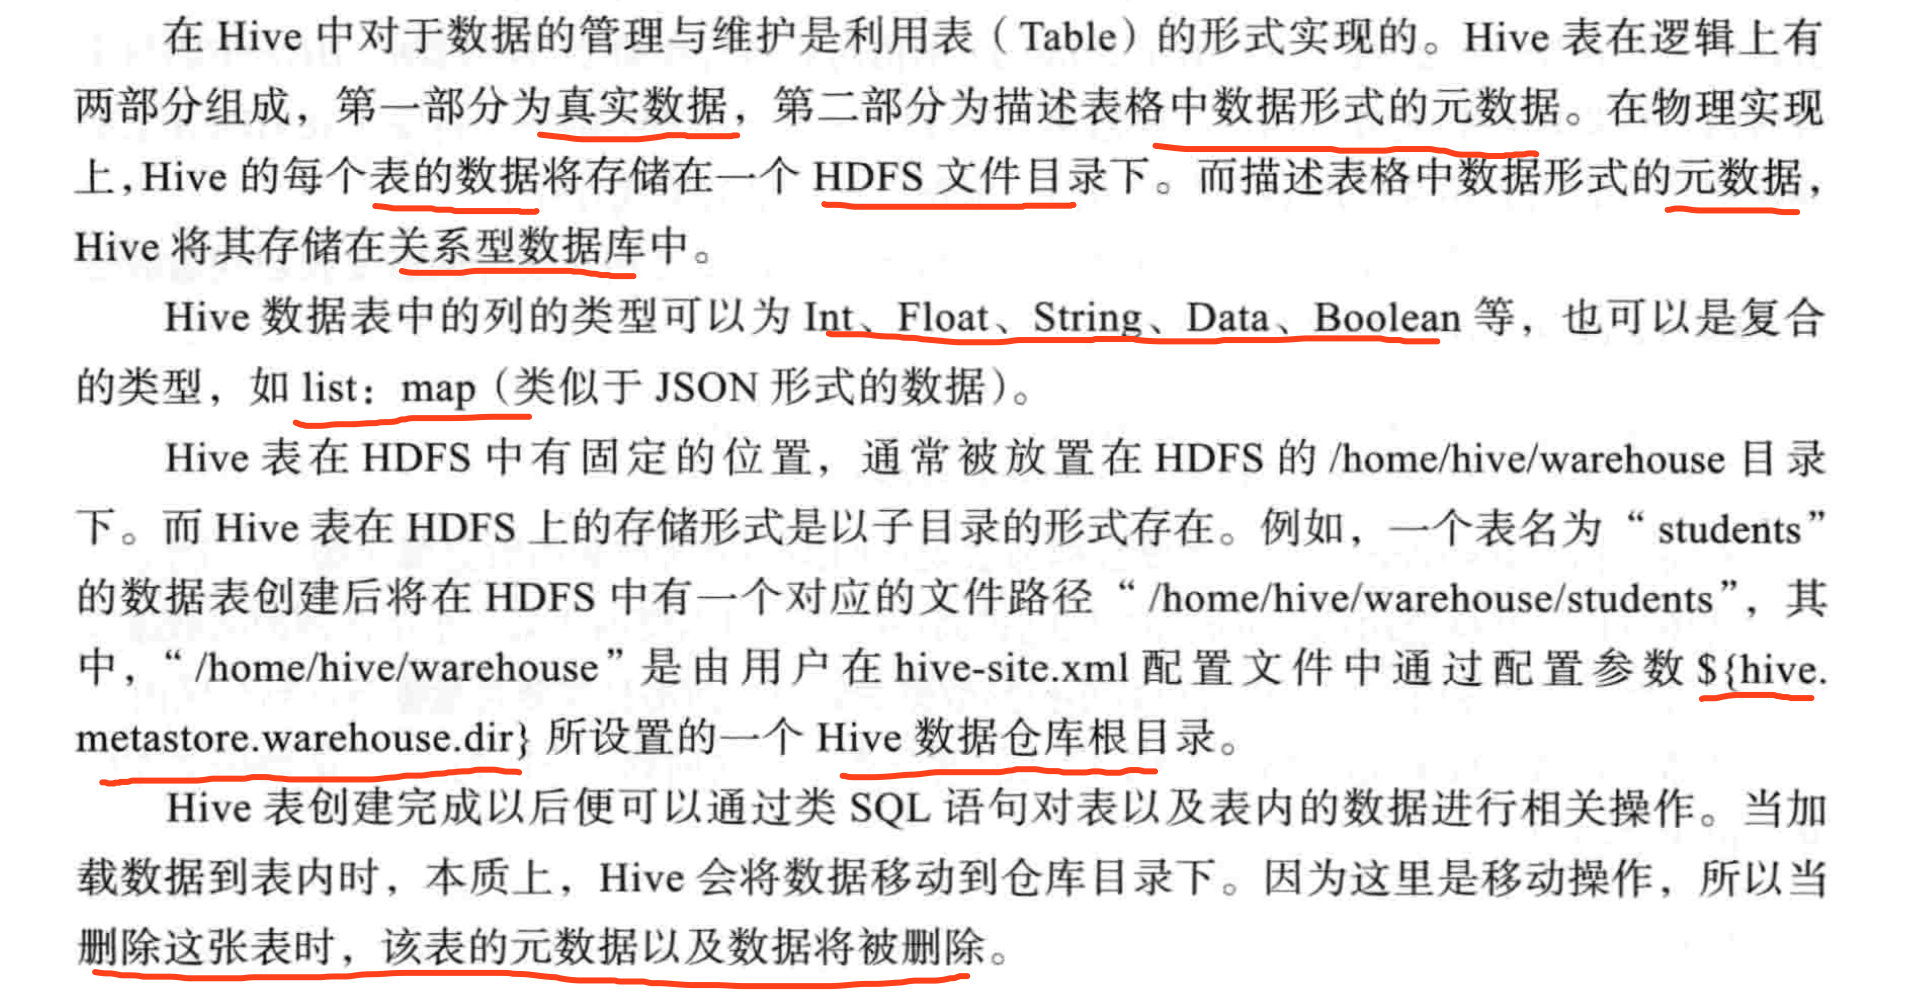 在 Hive 中对于数据的管理与维护是利用表（Table）的形式实现的。Hive 表在逻辑上有
两部分组成，第一部分为真实数据，第二部分为描述表格中数据形式的元数据。在物理实现
上，Hive 的每个表的数据将存储在一个 HDFS 文件目录下。而描述表格中数据形式的元数据，
Hive 将其存储在关系型数据库中。
Hive 数据表中的列的类型可以为 Int、Float、String、Data、Boolean 等，也可以是复合
的类型，如 list：map（类似于 JSON 形式的数据）。
Hive 表在 HDFS 中有固定的位置，通常被放置在 HDFS 的 /home/hive/warehouse 目录
下。而 Hive 表在 HDFS 上的存储形式是以子目录的形式存在。例如，一个表名为“students”
的数据表创建后将在 HDFS 中有一个对应的文件路径“/home/hive/warehouse/students”，其
中，“/home/hive/warehouse”是由用户在 hive-site.xml 配置文件中通过配置参数 ${hive.
metastore.warehouse.dir} 所设置的一个 Hive 数据仓库根目录。
Hive 表创建完成以后便可以通过类 SQL 语句对表以及表内的数据进行相关操作。当加
载数据到表内时，本质上，Hive 会将数据移动到仓库目录下。因为这里是移动操作，所以当
删除这张表时，该表的元数据以及数据将被删除。